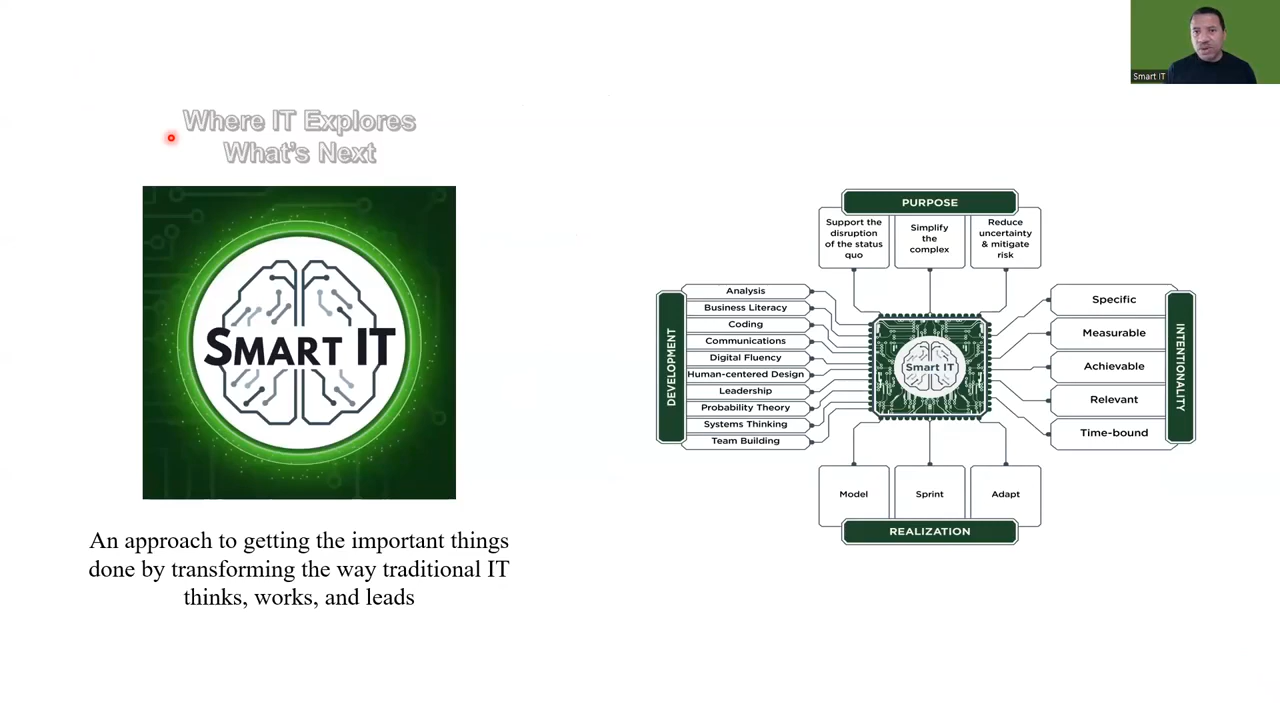 Smart IT
Where IT Explores
What's Next
SMART IT
An approach to getting the important things
done by transforming the way traditional IT
thinks, works, and leads
PURPOSE
Support the
disruption
of the status
quo
Simplify
the
complex
Reduce
uncertainty
& mitigate
risk
DEVELOPMENT
Analysis
Business Literacy
Coding
Communications
Digital Fluency
Human-centered Design
Leadership
Probability Theory
Systems Thinking
Team Building
Smart IT
Specific
Measurable
Achievable
Relevant
Time-bound
INTENTIONALITY
Model
Sprint
Adapt
REALIZATION